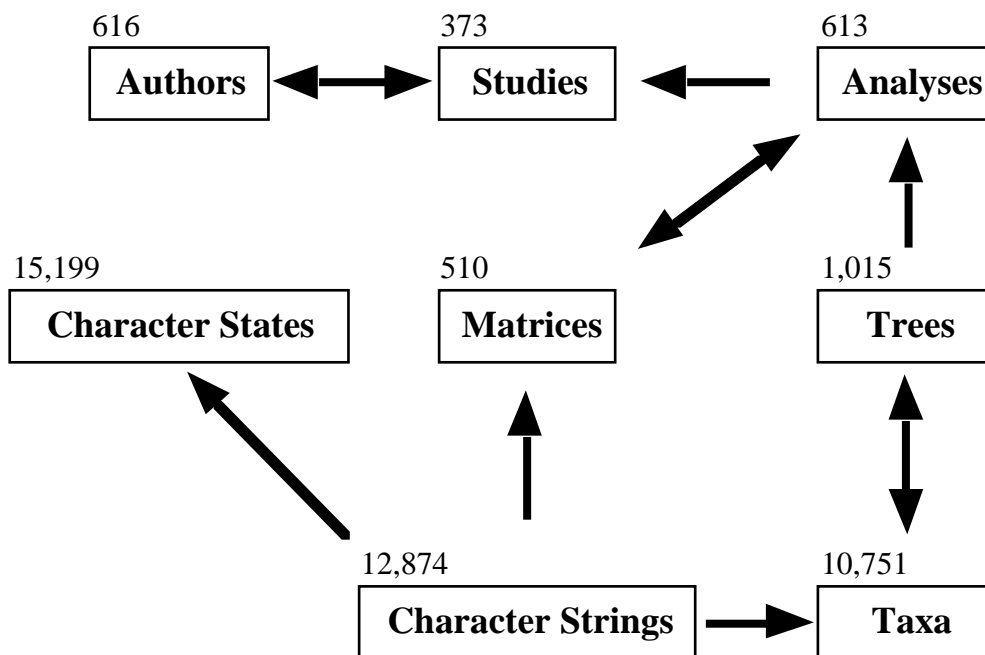 616
Authors
373
Studies
613
Analyses
15,199
Character States
510
Matrices
1,015
Trees
12,874
Character Strings
10,751
Taxa